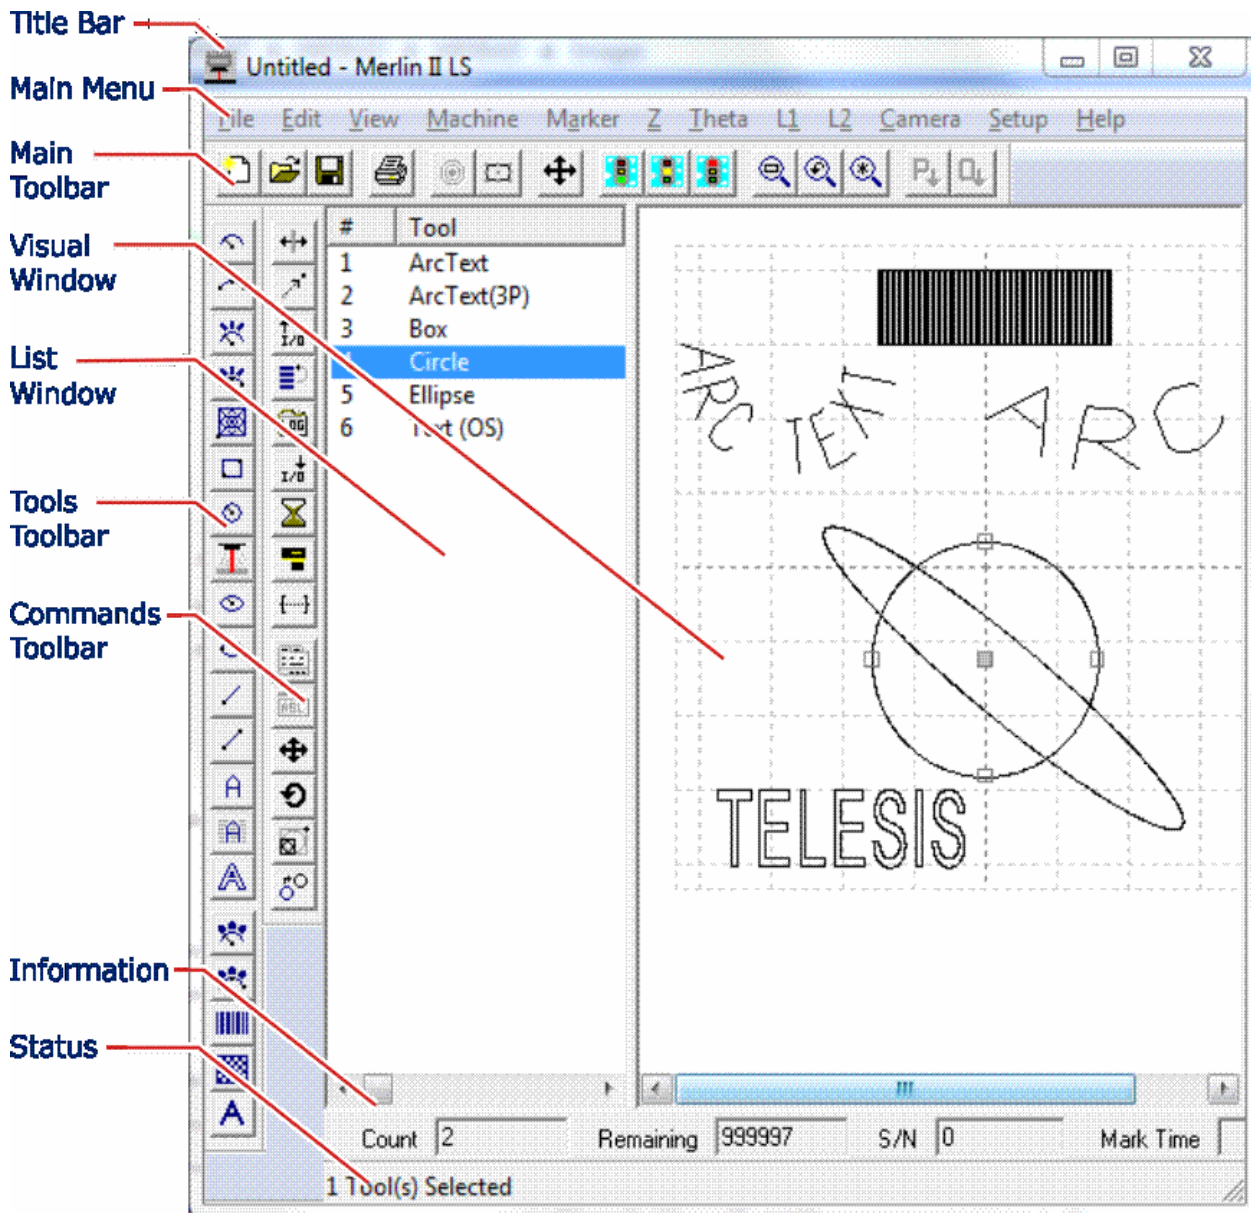 Title Bar
Untitled - Merlin II LS
Main Menu
File Edit View Machine Marker Z Theta L1 L2 Camera Setup Help
Main
Toolbar
Visual
Window
# Tool
1 ArcText
2 ArcText(3P)
3 Box
4 Circle
5 Ellipse
6 Text (OS)
List
Window
ARC TEXT ARC
I/O
LOG
I/O
Tools
Toolbar
Commands
Toolbar
TELESIS
Information
Status
Count 2 Remaining 999997 S/N 0 Mark Time
1 Tool(s) Selected